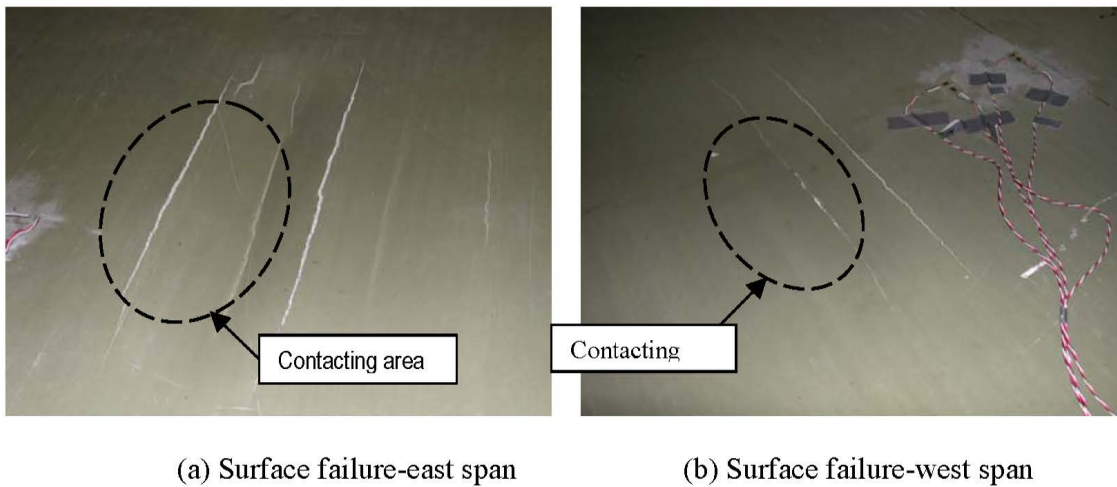 Contacting area
Contacting
(a) Surface failure-east span
(b) Surface failure-west span